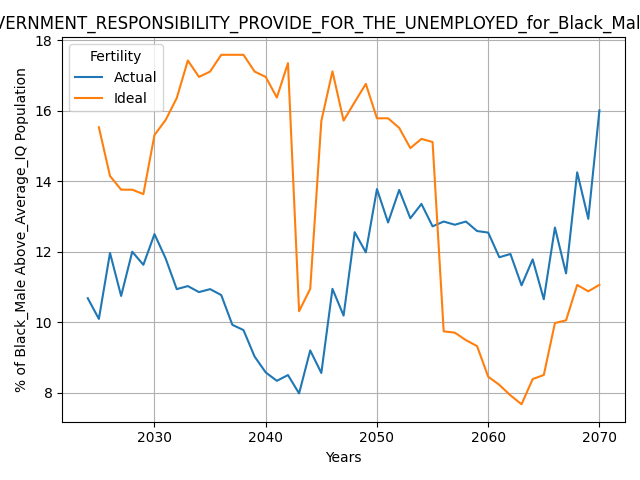 VERNMENT_RESPONSIBILITY_PROVIDE_FOR_THE_UNEMPLOYED_for_Black_Mal
18
16
14
12
10
8
% of Black_Male Above_Average_IQ Population
Fertility
Actual
Ideal
2030 2040 2050 2060 2070
Years